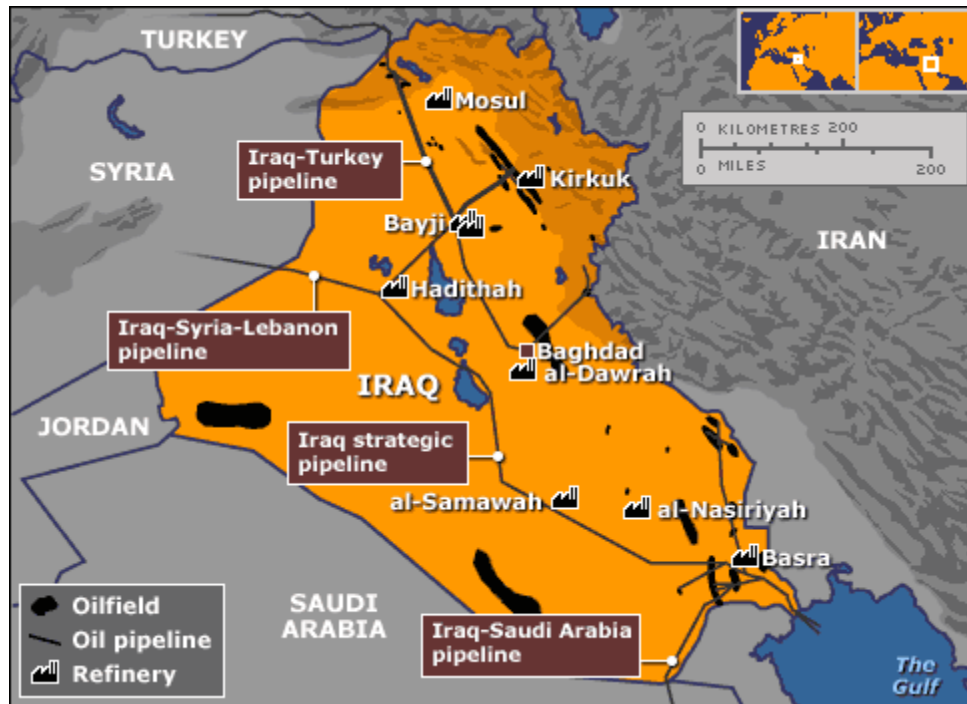 TURKEY
Mosul
0 KILOMETRES 200
0 MILES 200
Iraq-Turkey
pipeline
SYRIA
Kirkuk
Bayji
IRAN
Hadithah
Iraq-Syria-Lebanon
pipeline
Baghdad
al-Dawrah
IRAQ
JORDAN
Iraq strategic
pipeline
al-Samawah
al-Nasiriyah
Basra
Oilfield
Oil pipeline
Refinery
SAUDI
ARABIA
Iraq-Saudi Arabia
pipeline
The
Gulf